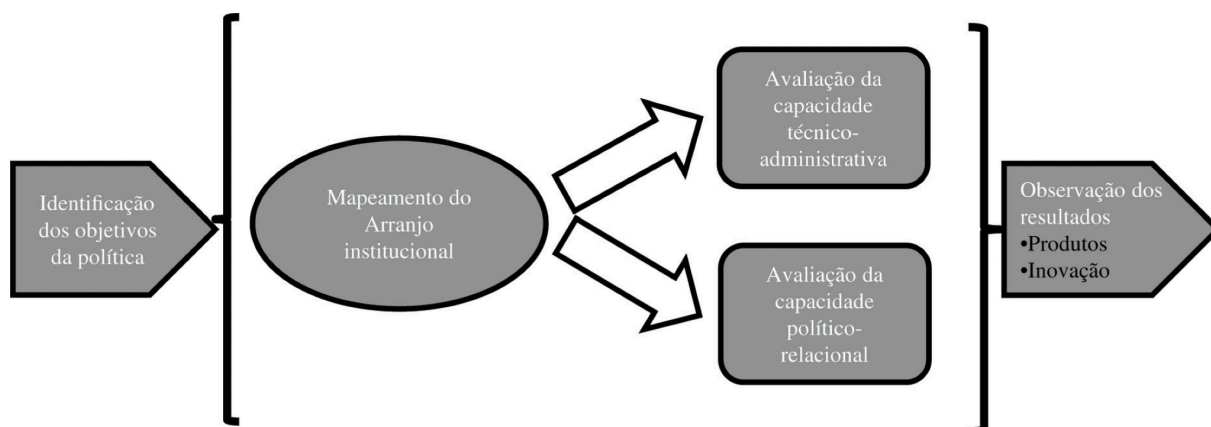 Identificação
dos objetivos
da política
Mapeamento do
Arranjo
institucional
Avaliação da
capacidade
técnico-
administrativa
Avaliação da
capacidade
político-
relacional
Observação dos
resultados
•Produtos
•Inovação